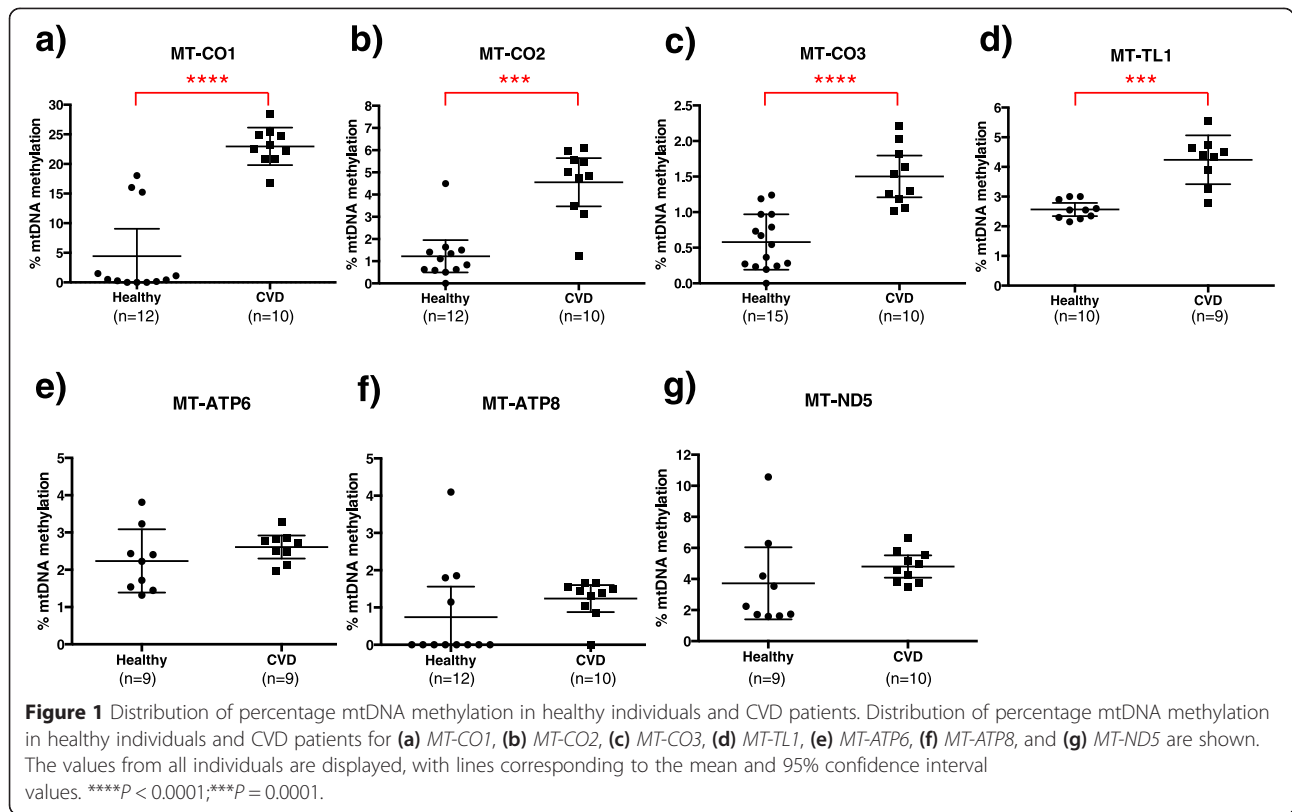 a)
MT-CO1
****
% mtDNA methylation
30
25
20
15
10
5
0
Healthy
(n=12)
CVD
(n=10)
b)
MT-CO2
***
% mtDNA methylation
8
7
6
5
4
3
2
1
0
Healthy
(n=12)
CVD
(n=10)
c)
MT-CO3
****
% mtDNA methylation
2.5
2.0
1.5
1.0
0.5
0.0
Healthy
(n=15)
CVD
(n=10)
d)
MT-TL1
***
% mtDNA methylation
6
5
4
3
2
1
0
Healthy
(n=10)
CVD
(n=9)
e)
MT-ATP6
% mtDNA methylation
5
4
3
2
1
0
Healthy
(n=9)
CVD
(n=9)
f)
MT-ATP8
% mtDNA methylation
5
4
3
2
1
0
Healthy
(n=12)
CVD
(n=10)
g)
MT-ND5
% mtDNA methylation
12
10
8
6
4
2
0
Healthy
(n=9)
CVD
(n=10)
Figure 1 Distribution of percentage mtDNA methylation in healthy individuals and CVD patients. Distribution of percentage mtDNA methylation
in healthy individuals and CVD patients for (a) MT-CO1, (b) MT-CO2, (c) MT-CO3, (d) MT-TL1, (e) MT-ATP6, (f) MT-ATP8, and (g) MT-ND5 are shown.
The values from all individuals are displayed, with lines corresponding to the mean and 95% confidence interval
values. ****P < 0.0001;***P = 0.0001.